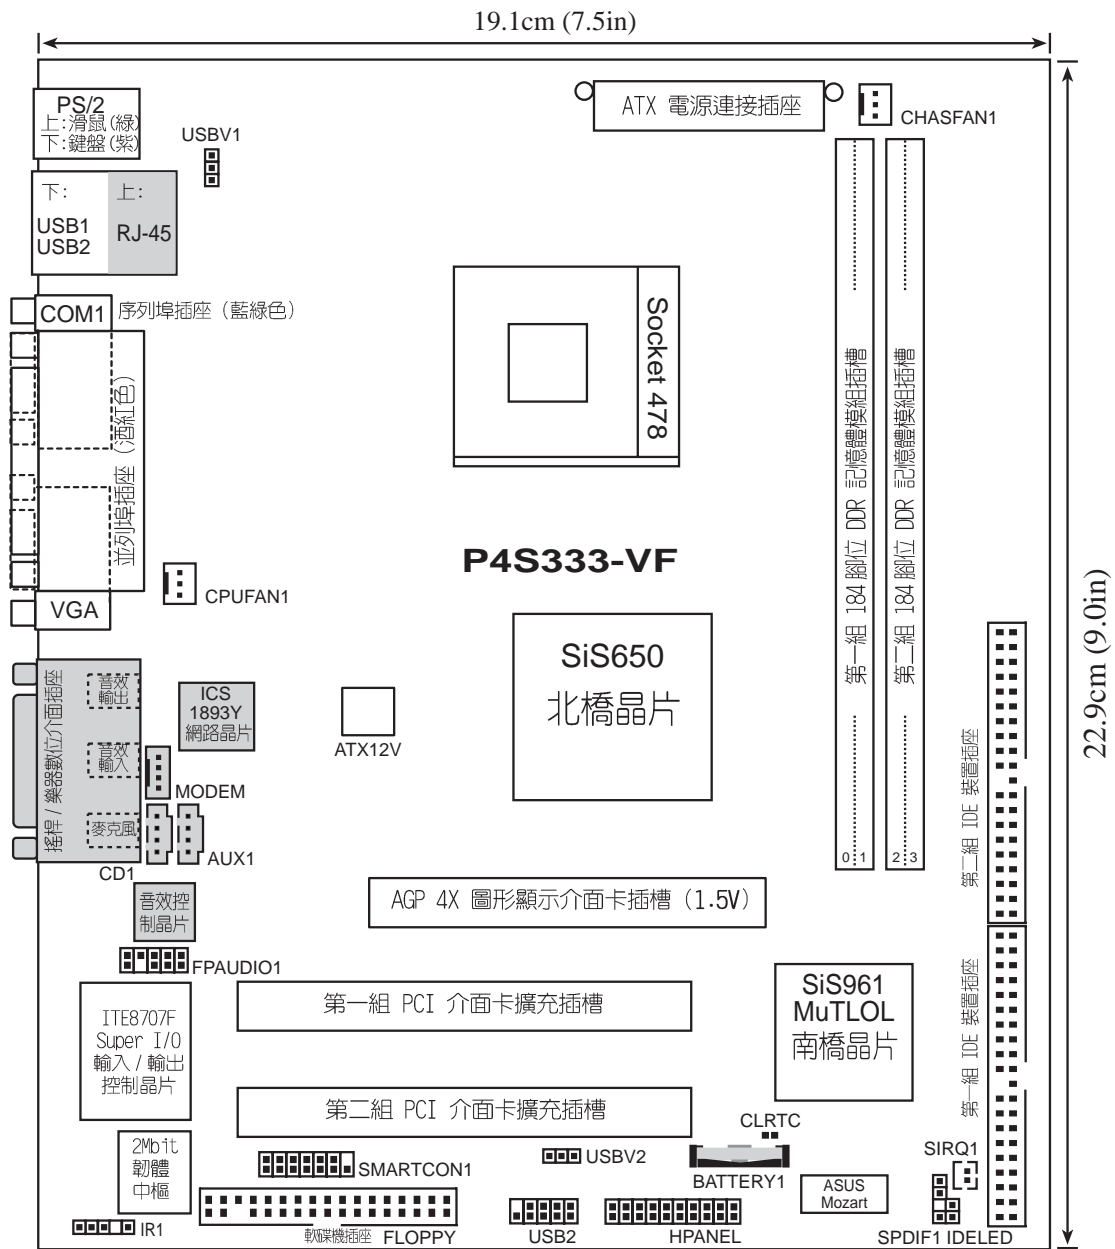 19.1cm (7.5in)
PS/2
上:滑鼠(綠)
下:鍵盤(紫)
USBV1
ATX 電源連接插座
CHASFAN1
下: 上:
USB1
USB2
RJ-45
COM1
序列埠插座 (藍綠色)
並列埠插座 (酒紅色)
Socket 478
第一組 184 腳位 DDR 記憶體模組插槽
第二組 184 腳位 DDR 記憶體模組插槽
P4S333-VF
CPUFAN1
VGA
22.9cm (9.0in)
SiS650
北橋晶片
搖桿 / 樂器數位介面插座
音效
輸出
音效
輸入
麥克風
ICS
1893Y
網路晶片
ATX12V
MODEM
CD1
AUX1
0 1
2 3
第二組 IDE 裝置插座
音效控
制晶片
AGP 4X 圖形顯示介面卡插槽 (1.5V)
FPAUDIO1
ITE8707F
Super I/O
輸入 / 輸出
控制晶片
第一組 PCI 介面卡擴充插槽
SiS961
MuTLOL
南橋晶片
第一組 IDE 裝置插座
第二組 PCI 介面卡擴充插槽
CLRTC
2Mbit
韌體
中樞
SMARTCON1
USBV2
BATTERY1
ASUS
Mozart
SIRQ1
IR1
軟碟機插座
FLOPPY
USB2
HPANEL
SPDIF1 IDELED